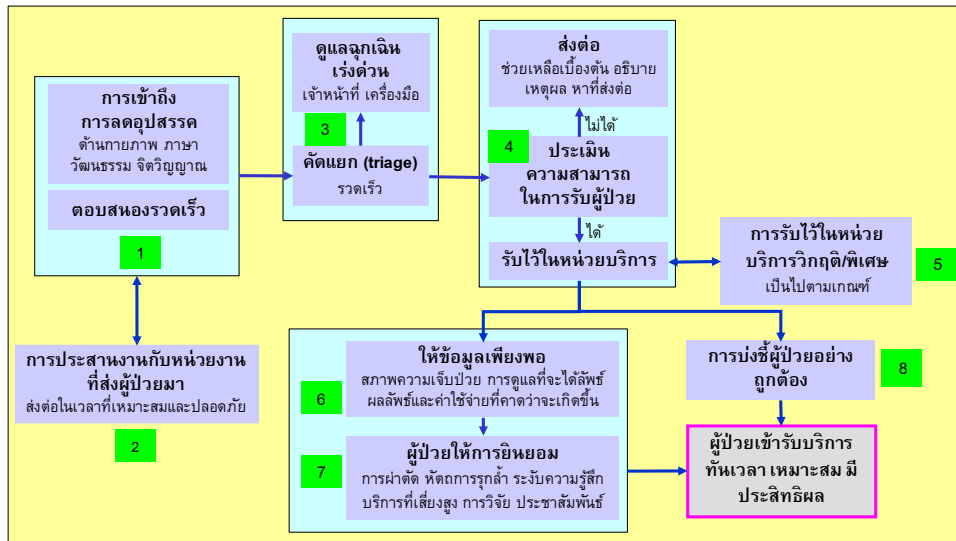 การเข้าถึง
การลดอุปสรรค
ด้านกายภาพ ภาษา
วัฒนธรรม จิตวิญญาณ
ตอบสนองรวดเร็ว
1
การประสานงานกับหน่วยงาน
ที่ส่งผู้ป่วยมา
ส่งต่อในเวลาที่เหมาะสมและปลอดภัย
2
ดูแลฉุกเฉิน
เร่งด่วน
เจ้าหน้าที่ เครื่องมือ
3
คัดแยก (triage)
รวดเร็ว
ส่งต่อ
ช่วยเหลือเบื้องต้น อธิบาย
เหตุผล หาที่ส่งต่อ
ไม่ได้
4
ประเมิน
ความสามารถ
ในการรับผู้ป่วย
ได้
รับไว้ในหน่วยบริการ
การรับไว้ในหน่วย
บริการวิกฤติ/พิเศษ
เป็นไปตามเกณฑ์
5
ให้ข้อมูลเพียงพอ
สภาพความเจ็บป่วย การดูแลที่จะได้ลัพธ์
ผลลัพธ์และค่าใช้จ่ายที่คาดว่าจะเกิดขึ้น
6
ผู้ป่วยให้การยินยอม
การผ่าตัด หัตถการรุกล้ำ ระงับความรู้สึก
บริการที่เสี่ยงสูง การวิจัย ประชาสัมพันธ์
7
การบ่งชี้ผู้ป่วยอย่าง
ถูกต้อง
8
ผู้ป่วยเข้ารับบริการ
ทันเวลา เหมาะสม มี
ประสิทธิผล